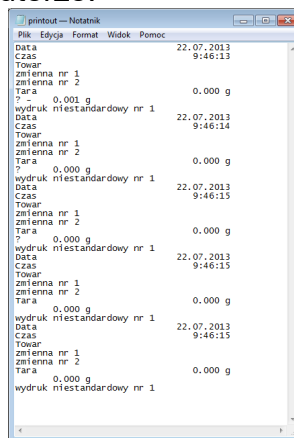 printout — Notatnik
Plik Edycja Format Widok Pomoc
Data 22.07.2013
Czas 9:46:13
Towar
zmienna nr 1
zmienna nr 2
Tara 0.000 g
? - 0.001 g
wydruk niestandardowy nr 1
Data 22.07.2013
Czas 9:46:14
Towar
zmienna nr 1
zmienna nr 2
Tara 0.000 g
? 0.000 g
wydruk niestandardowy nr 1
Data 22.07.2013
Czas 9:46:15
Towar
zmienna nr 1
zmienna nr 2
Tara 0.000 g
? 0.000 g
wydruk niestandardowy nr 1
Data 22.07.2013
Czas 9:46:15
Towar
zmienna nr 1
zmienna nr 2
Tara 0.000 g
0.000 g
wydruk niestandardowy nr 1
Data 22.07.2013
Czas 9:46:15
Towar
zmienna nr 1
zmienna nr 2
Tara 0.000 g
0.000 g
wydruk niestandardowy nr 1